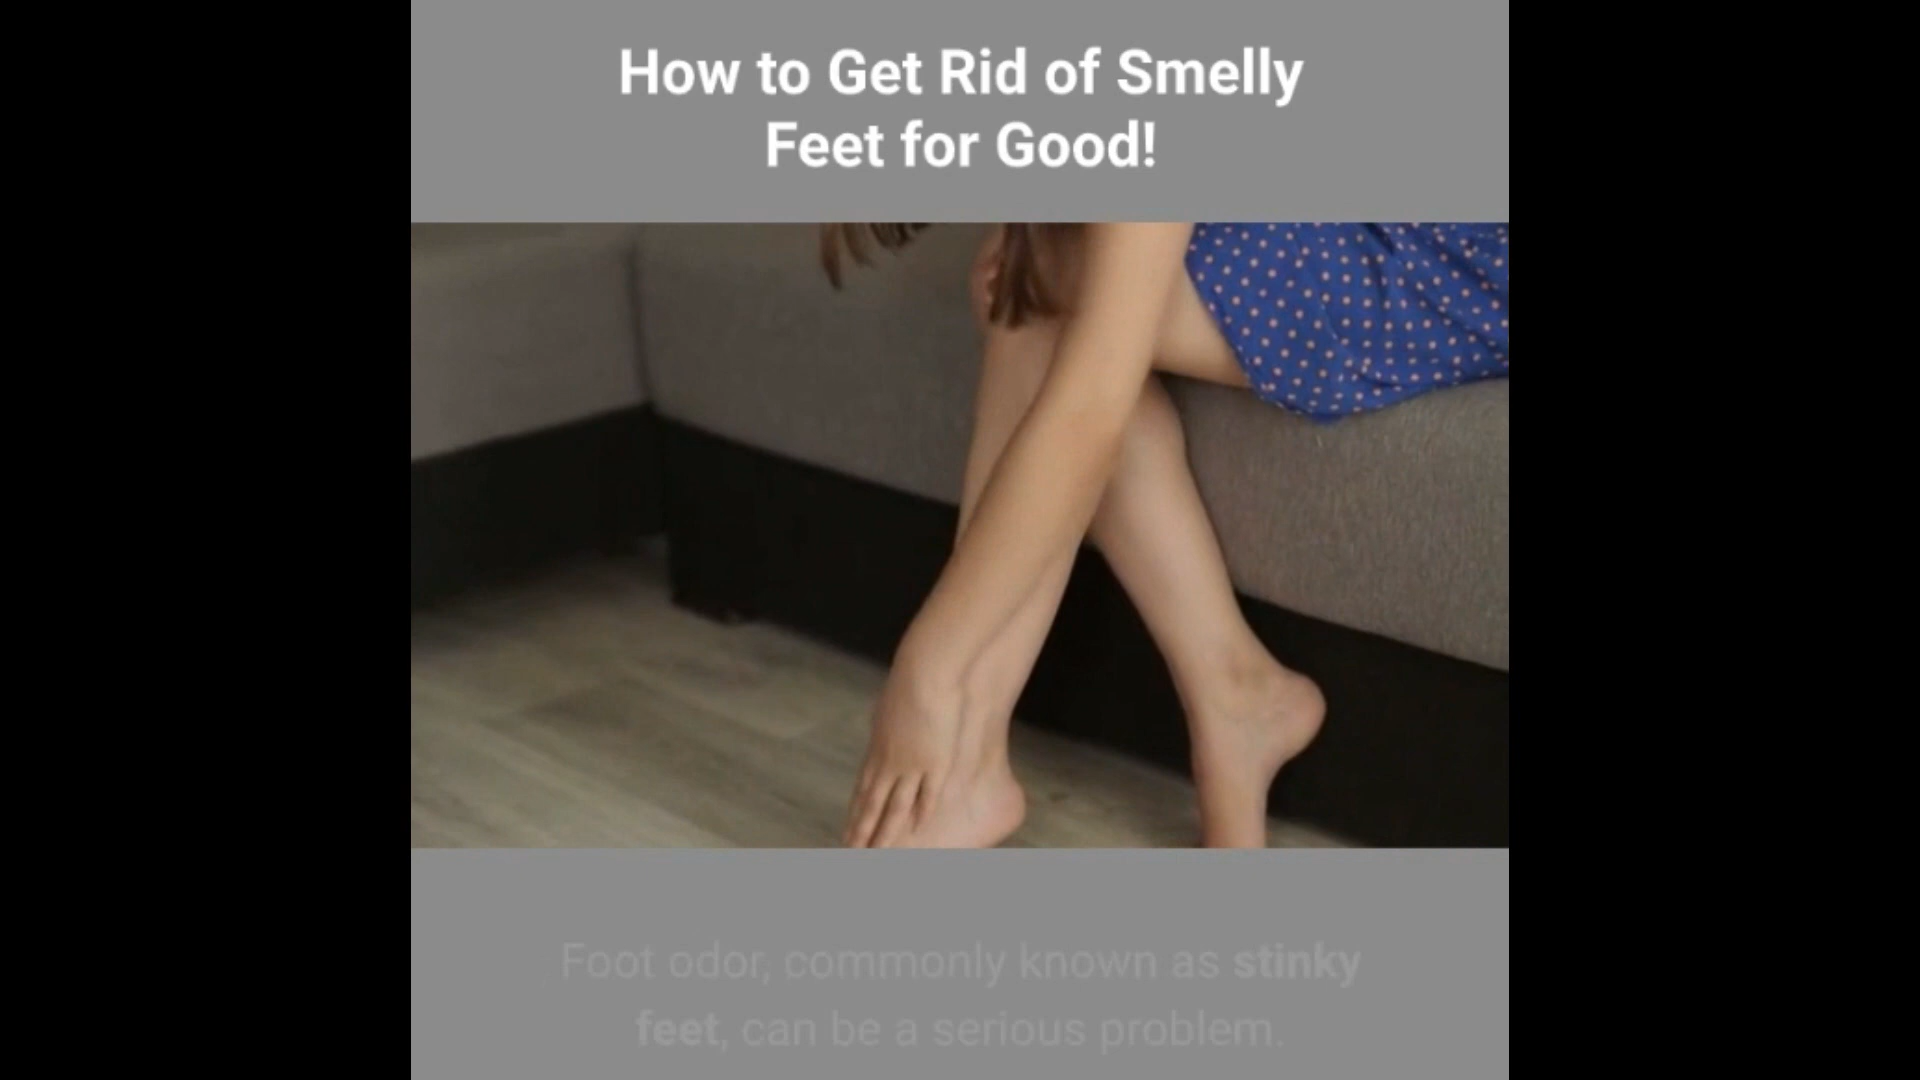 How to Get Rid of Smelly
Feet for Good!
Foot odor, commonly known as stinky
feet, can be a serious problem.